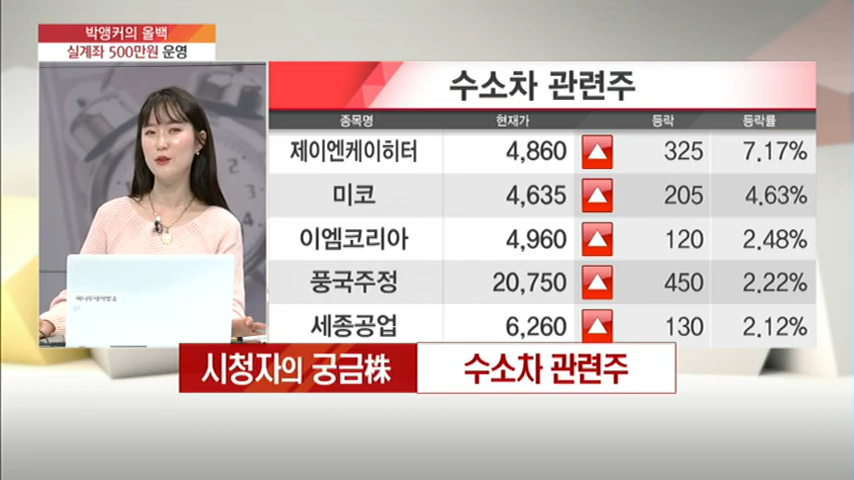 박앵커의 올백
실계좌 500만원 운영
수소차 관련주
종목명 현재가 등락 등락률
제이엔케이히터 4,860 325 7.17%
미코 4,635 205 4.63%
이엠코리아 4,960 120 2.48%
풍국주정 20,750 450 2.22%
세종공업 6,260 130 2.12%
시청자의 궁금株 수소차 관련주